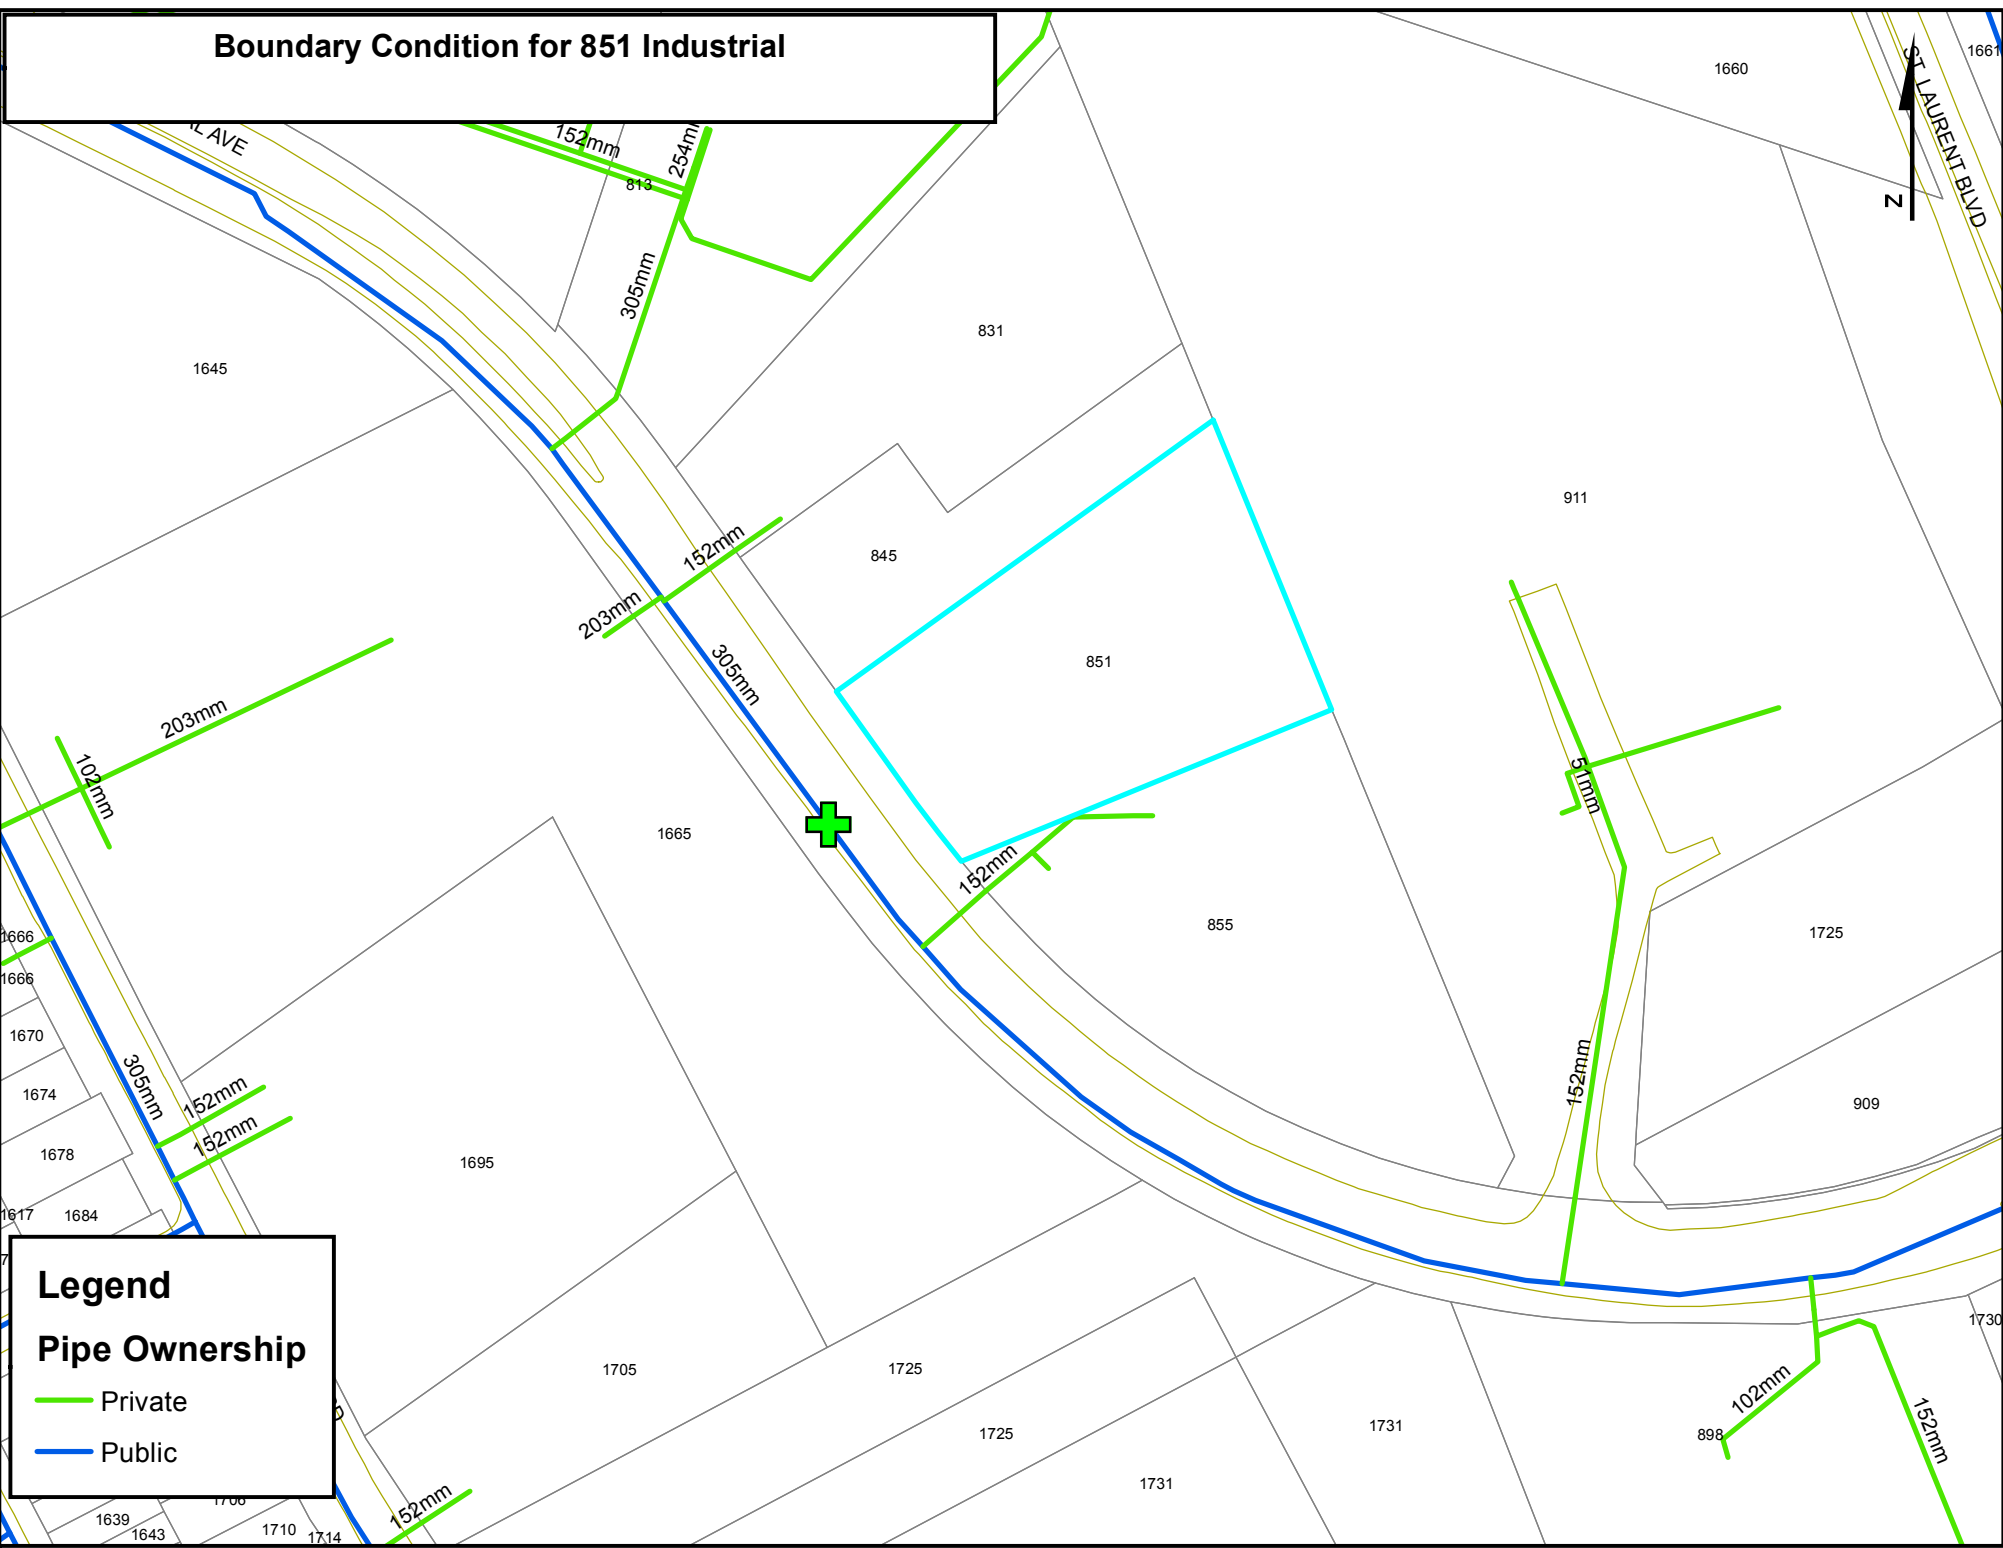 Boundary Condition for 851 Industrial
1660
1661
ST. LAURENT BLVD
N
AL AVE
152mm
254m
813
305mm
831
1645
911
152mm
845
203mm
305mm
851
203mm
102mm
51mm
1665
152mm
855
1725
1666
1666
1670
305mm
1674
152mm
152mm
1678
152mm
909
1695
1617
1684
Legend
Pipe Ownership
Private
Public
1705
1725
1725
1731
1731
102mm
898
152mm
1730
152mm
1706
1639
1643
1710
1714